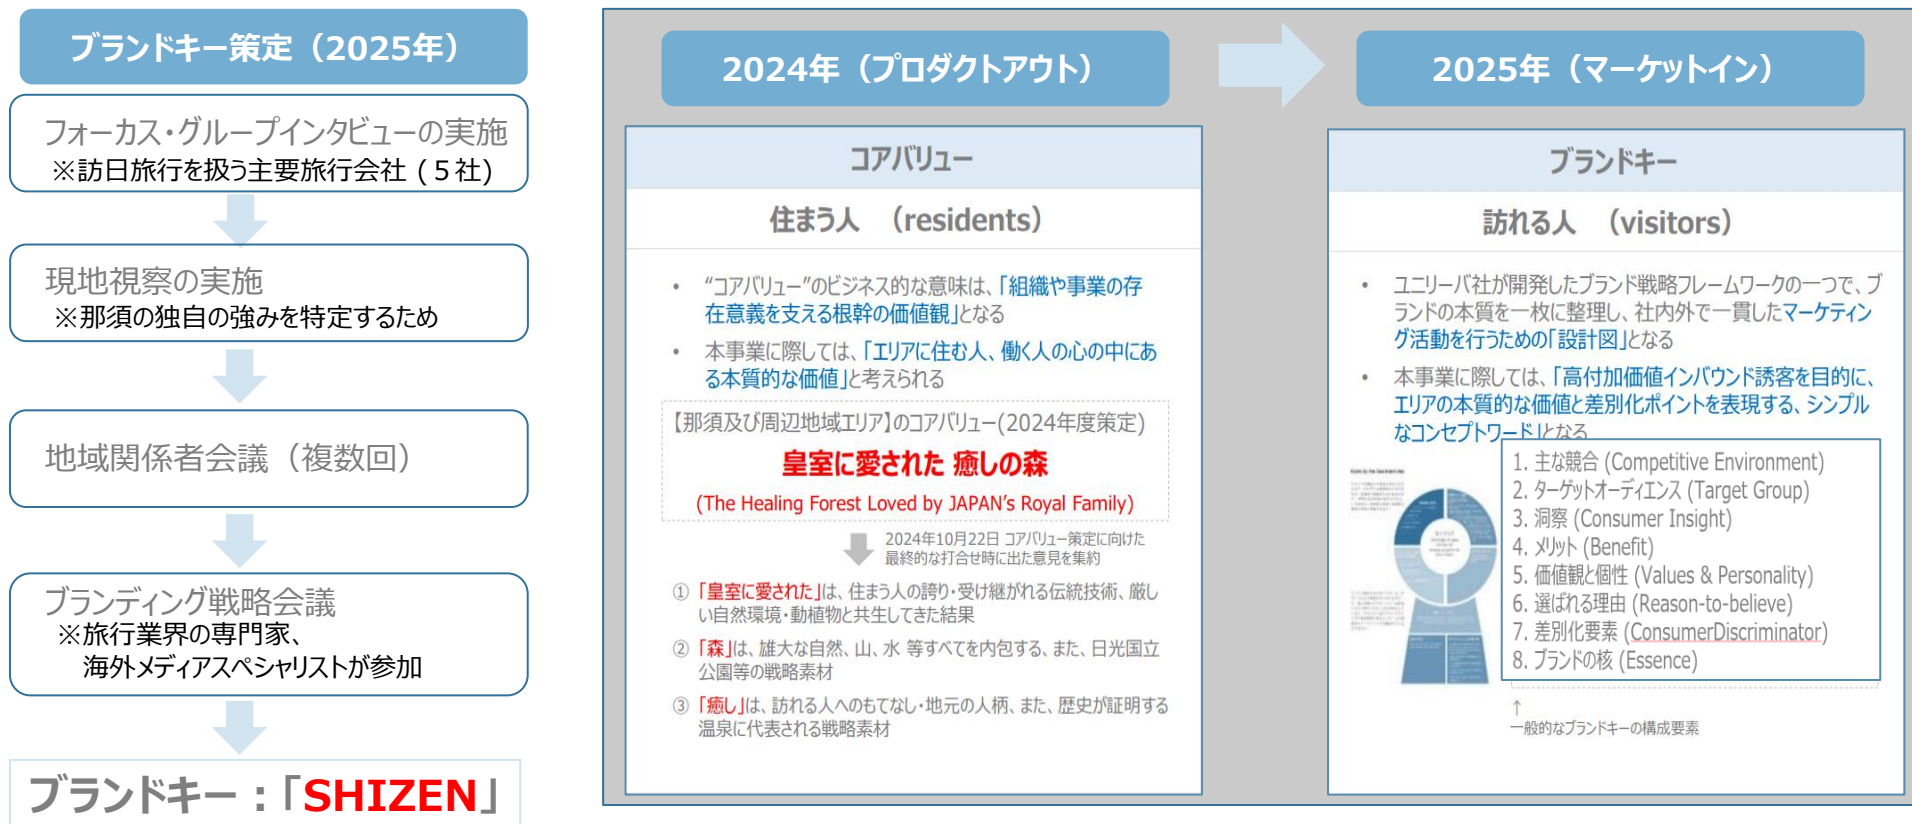 ブランドキー策定（2025年）
フォーカス・グループインタビューの実施
※訪日旅行を扱う主要旅行会社 (５社)
現地視察の実施
※那須の独自の強みを特定するため
地域関係者会議（複数回）
ブランディング戦略会議
※旅行業界の専門家、
海外メディアスペシャリストが参加
ブランドキー：「SHIZEN」
2024年（プロダクトアウト）
コアバリュー
住まう人 （residents）
• “コアバリュー”のビジネス的な意味は、「組織や事業の存
在意義を支える根幹の価値観」となる
• 本事業に際しては、「エリアに住む人、働く人の心の中にあ
る本質的な価値」と考えられる
【那須及び周辺地域エリア】のコアバリュー(2024年度策定)
皇室に愛された 癒しの森
(The Healing Forest Loved by JAPAN's Royal Family)
2024年10月22日 コアバリュー策定に向けた
最終的な打合せ時に出た意見を集約
① 「皇室に愛された」は、住まう人の誇り・受け継がれる伝統技術、厳し
い自然環境・動植物と共生してきた結果
② 「森」は、雄大な自然、山、水 等すべてを内包する、また、日光国立
公園等の戦略素材
③ 「癒し」は、訪れる人へのもてなし・地元の人柄、また、歴史が証明する
温泉に代表される戦略素材
2025年（マーケットイン）
ブランドキー
訪れる人 （visitors）
• ユニリーバ社が開発したブランド戦略フレームワークの一つで、ブ
ランドの本質を一枚に整理し、社内外で一貫したマーケティン
グ活動を行うための「設計図」となる
• 本事業に際しては、「高付加価値インバウンド誘客を目的に、
エリアの本質的な価値と差別化ポイントを表現する、シンプル
なコンセプトワード」となる
1. 主な競合 (Competitive Environment)
2. ターゲットオーディエンス (Target Group)
3. 洞察 (Consumer Insight)
4. メリット (Benefit)
5. 価値観と個性 (Values & Personality)
6. 選ばれる理由 (Reason-to-believe)
7. 差別化要素 (ConsumerDiscriminator)
8. ブランドの核 (Essence)
↑
一般的なブランドキーの構成要素